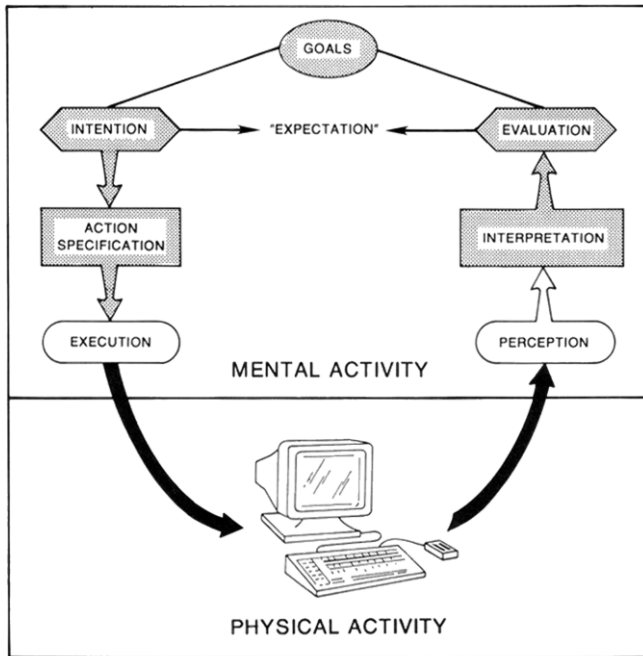 GOALS
INTENTION
"EXPECTATION"
EVALUATION
ACTION
SPECIFICATION
INTERPRETATION
EXECUTION
PERCEPTION
MENTAL ACTIVITY
PHYSICAL ACTIVITY